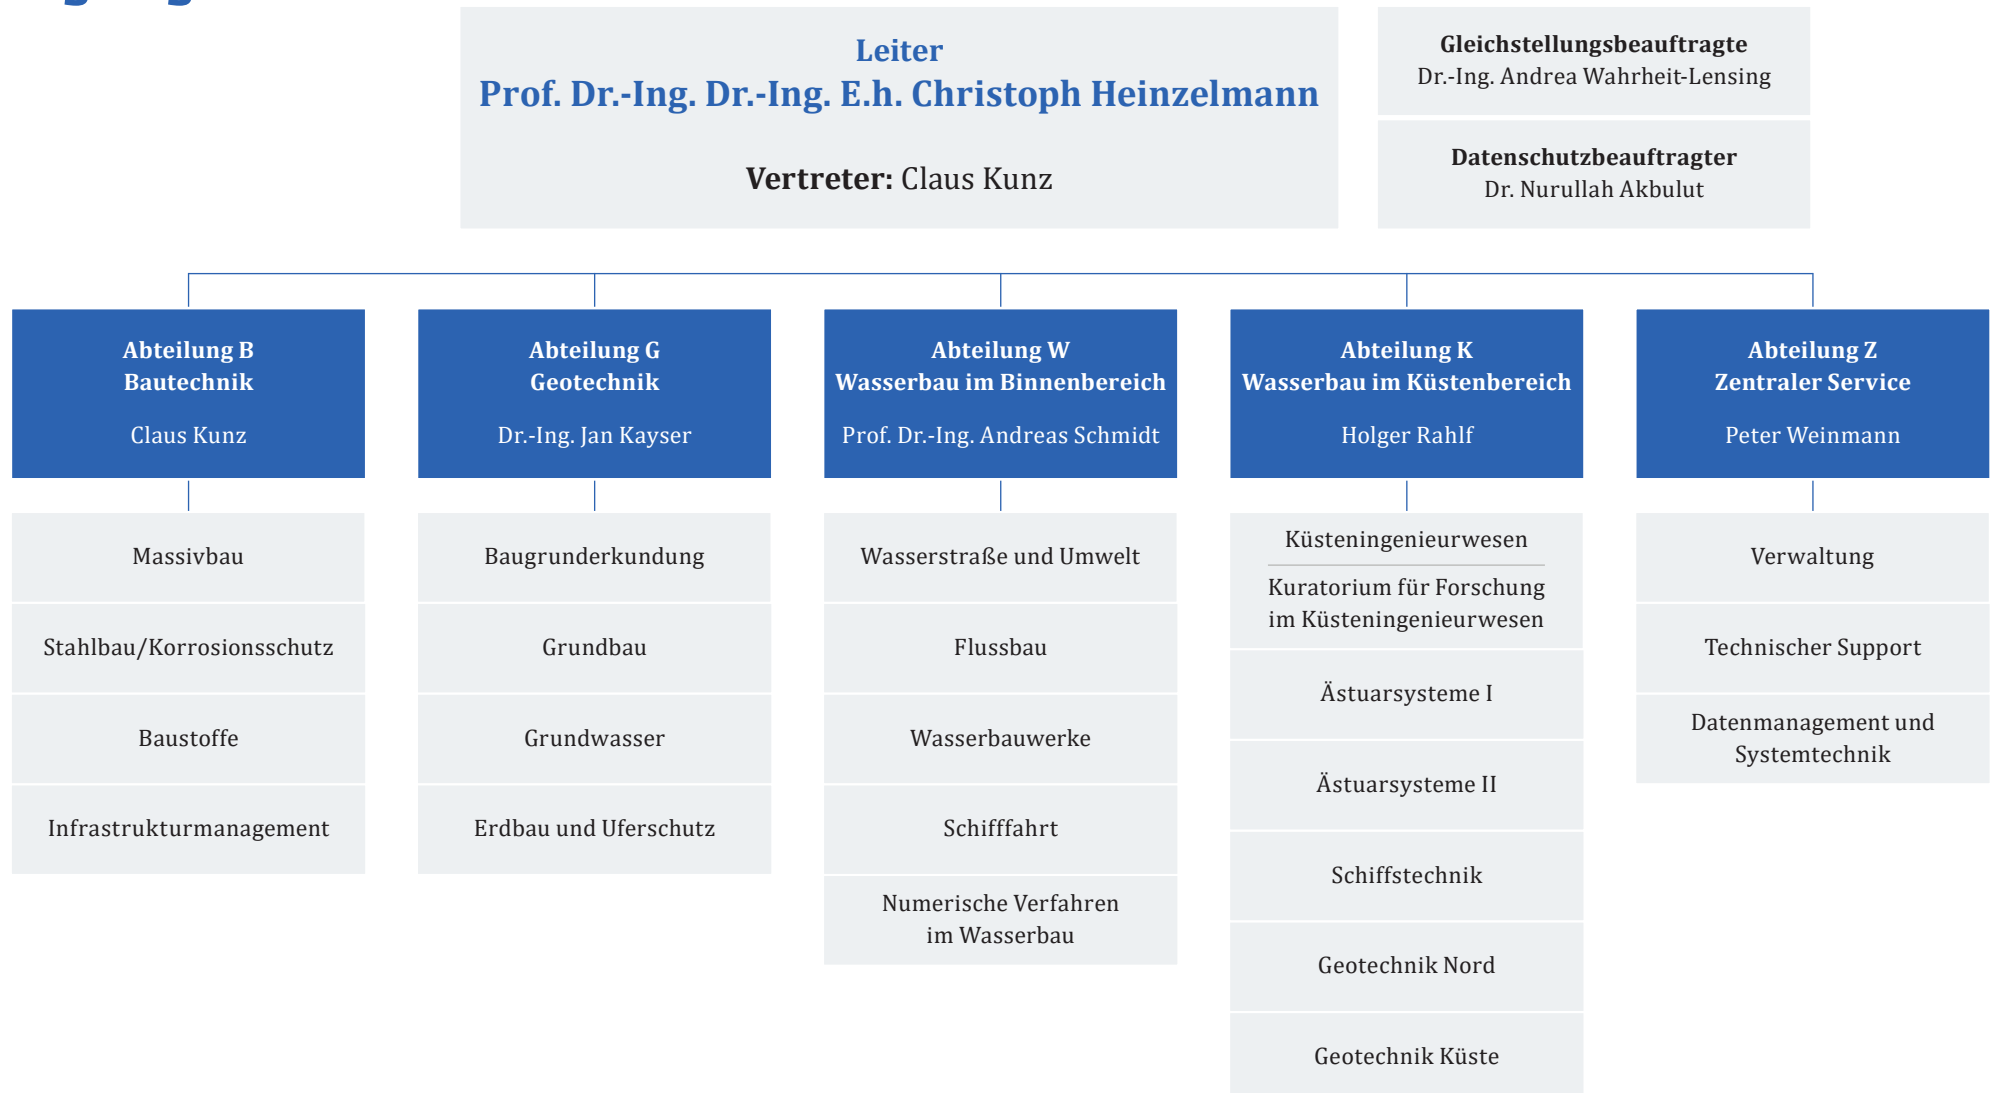 Leiter
Prof. Dr.-Ing. Dr.-Ing. E.h. Christoph Heinzelmann
Vertreter: Claus Kunz
Gleichstellungsbeauftragte
Dr.-Ing. Andrea Wahrheit-Lensing
Datenschutzbeauftragter
Dr. Nurullah Akbulut
Abteilung B
Bautechnik
Claus Kunz
Massivbau
Stahlbau/Korrosionsschutz
Baustoffe
Infrastrukturmanagement
Abteilung G
Geotechnik
Dr.-Ing. Jan Kayser
Baugrunderkundung
Grundbau
Grundwasser
Erdbau und Uferschutz
Abteilung W
Wasserbau im Binnenbereich
Prof. Dr.-Ing. Andreas Schmidt
Wasserstraße und Umwelt
Flussbau
Wasserbauwerke
Schifffahrt
Numerische Verfahren
im Wasserbau
Abteilung K
Wasserbau im Küstenbereich
Holger Rahlf
Küsteningenieurwesen
Kuratorium für Forschung
im Küsteningenieurwesen
Ästuarsysteme I
Ästuarsysteme II
Schiffstechnik
Geotechnik Nord
Geotechnik Küste
Abteilung Z
Zentraler Service
Peter Weinmann
Verwaltung
Technischer Support
Datenmanagement und
Systemtechnik